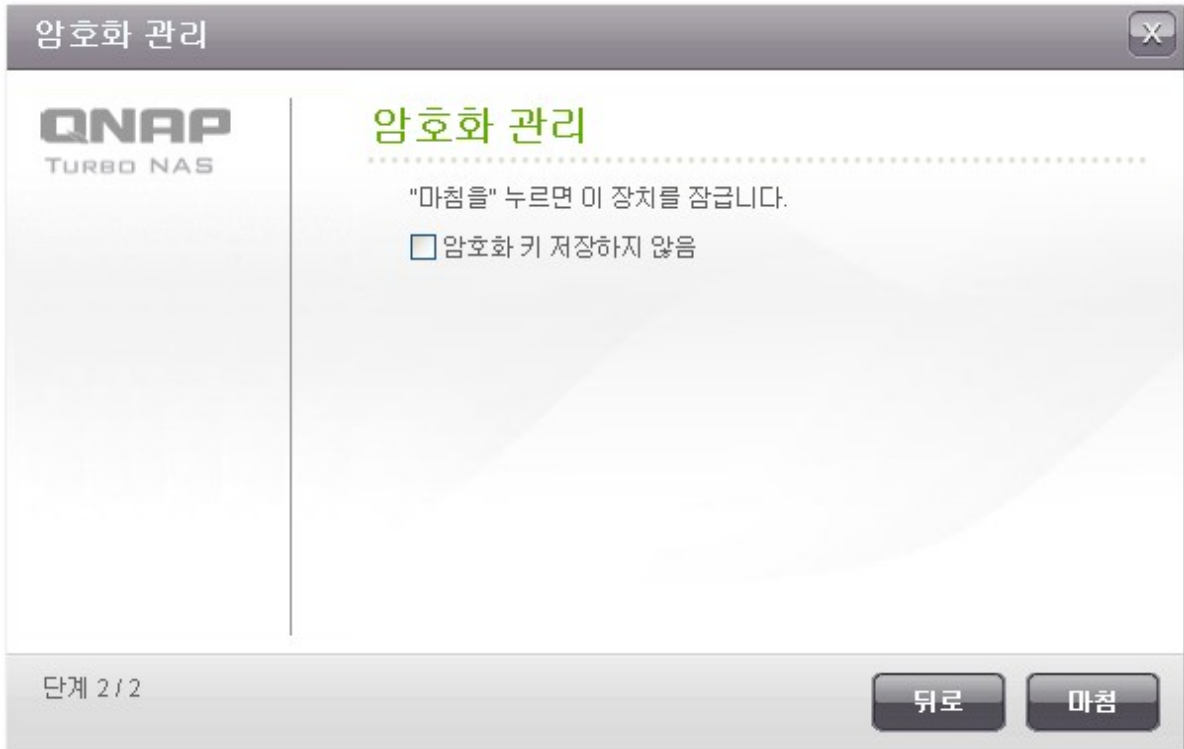 암호화 관리
X
QNAP
TURBO NAS
암호화 관리
"마침을" 누르면 이 장치를 잠급니다.
암호화 키 저장하지 않음
단계 2 / 2
뒤로
마침